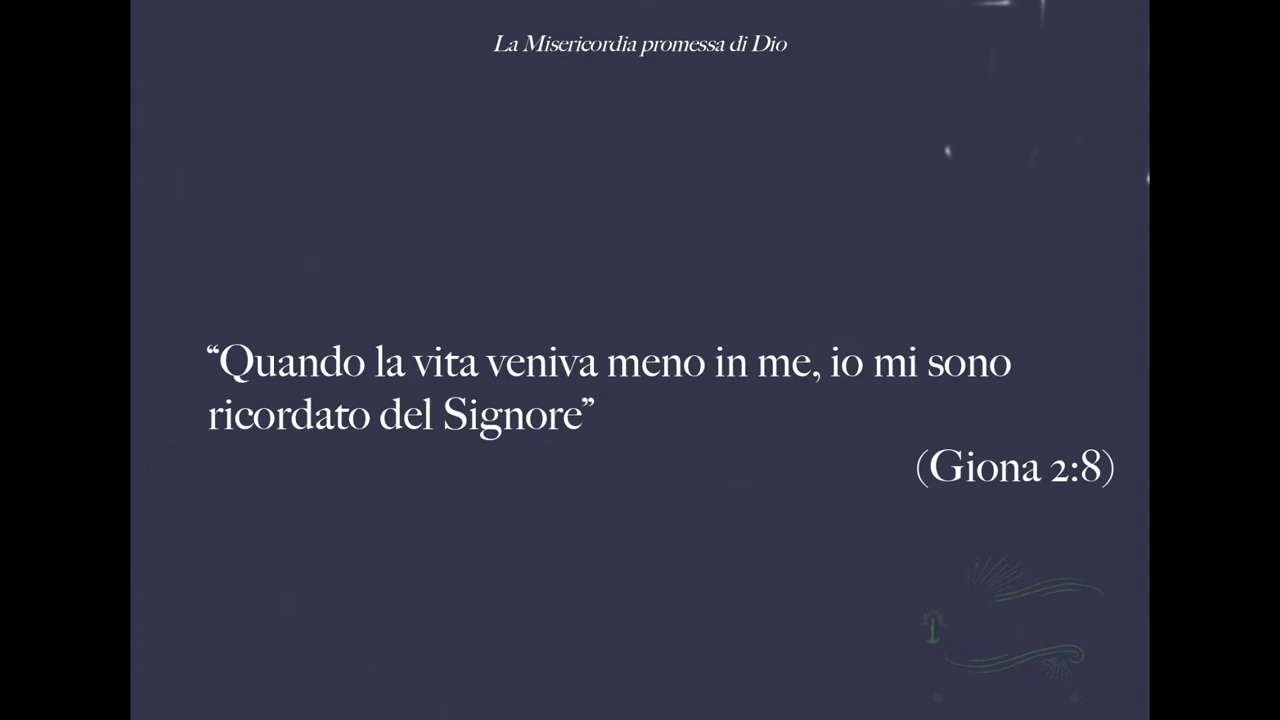 La Misericordia promessa di Dio
“Quando la vita veniva meno in me, io mi sono
ricordato del Signore”
(Giona 2:8)